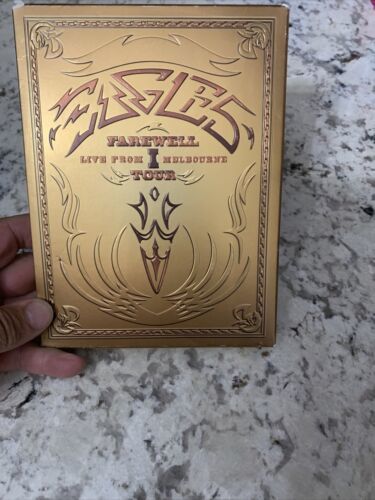 EAGLES
FAREWELL
LIVE FROM I MELBOURNE
TOUR